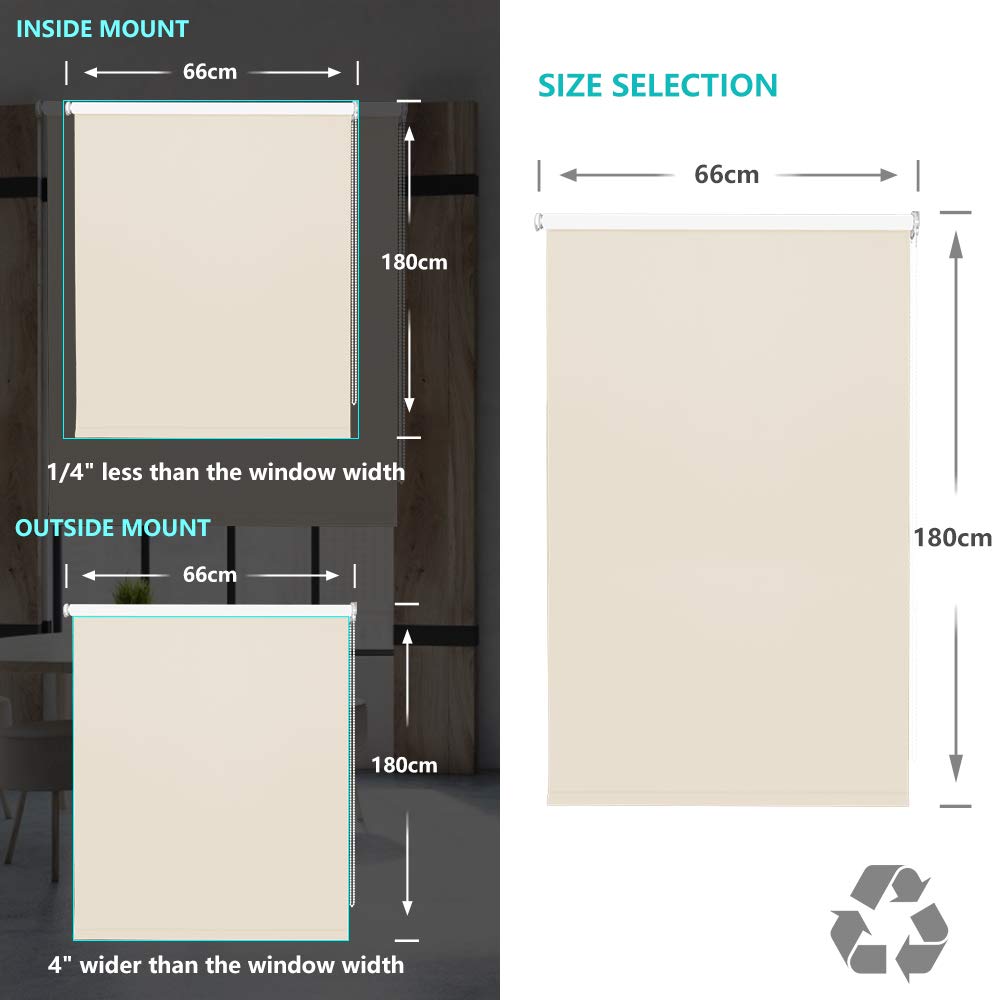 INSIDE MOUNT
66cm
180cm
1/4" less than the window width
OUTSIDE MOUNT
66cm
180cm
4" wider than the window width
SIZE SELECTION
66cm
180cm